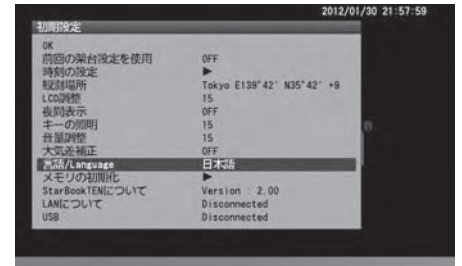 2012/01/30 21:57:59
初期設定
OK
前回の架台設定を使用 OFF
時刻の設定 ▶
観測場所 Tokyo E139°42' N35°42' +9
LCD調整 15
夜間表示 OFF
キーの照明 15
音量調整 15
大気差補正 OFF
言語/Language 日本語
メモリの初期化 ▶
StarBookTENについて Version : 2.00
LANについて Disconnected
USB Disconnected